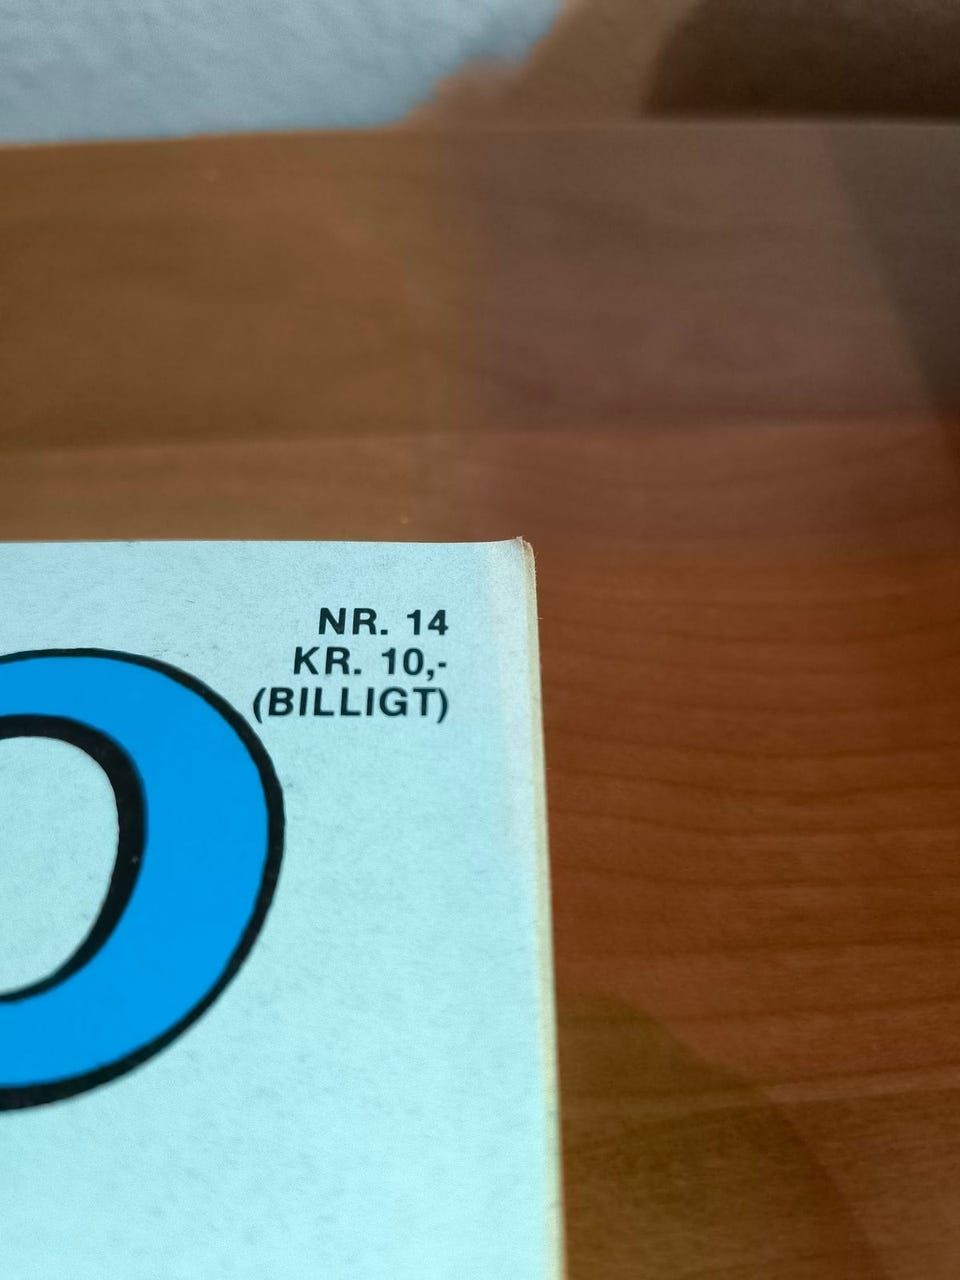 O
NR. 14
KR. 10,-
(BILLIGT)